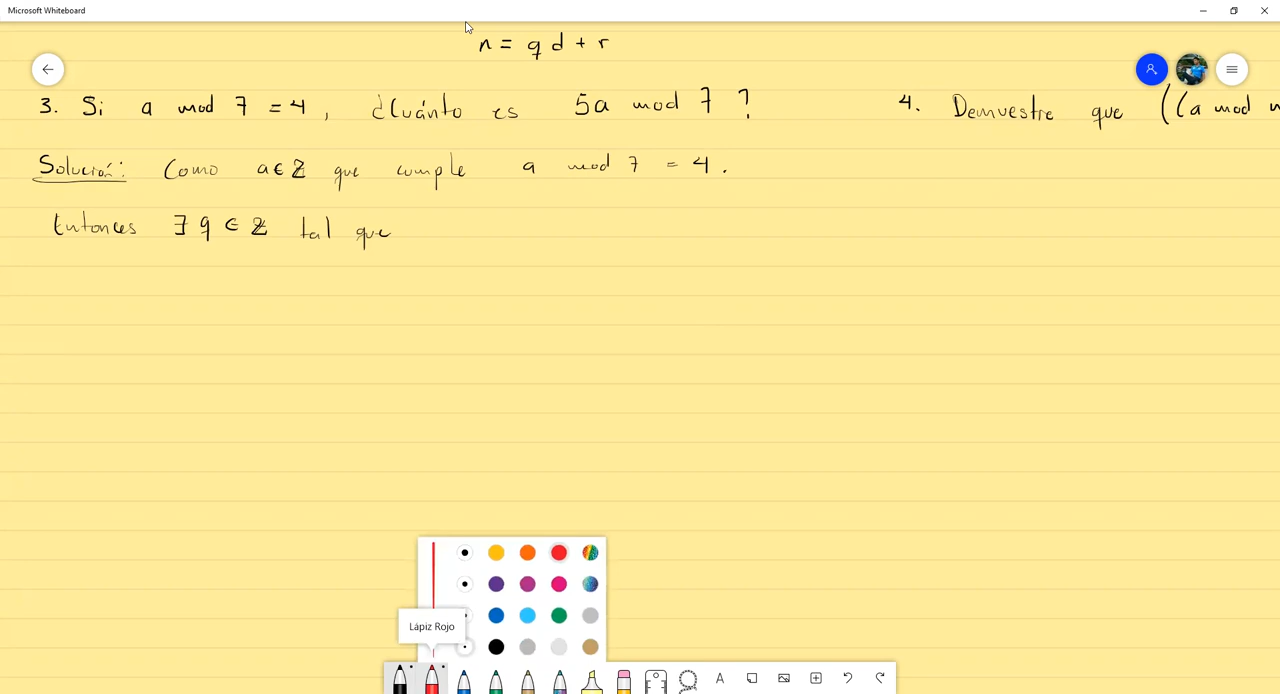 Microsoft Whiteboard
n = q d + r
3. Si a mod 7 = 4, ¿Cuánto es 5a mod 7 ?
4. Demuestre que ((a mod
Solución: Como a ∈ ℤ que cumple a mod 7 = 4.
Entonces ∃ q ∈ ℤ tal que
Lápiz Rojo
A